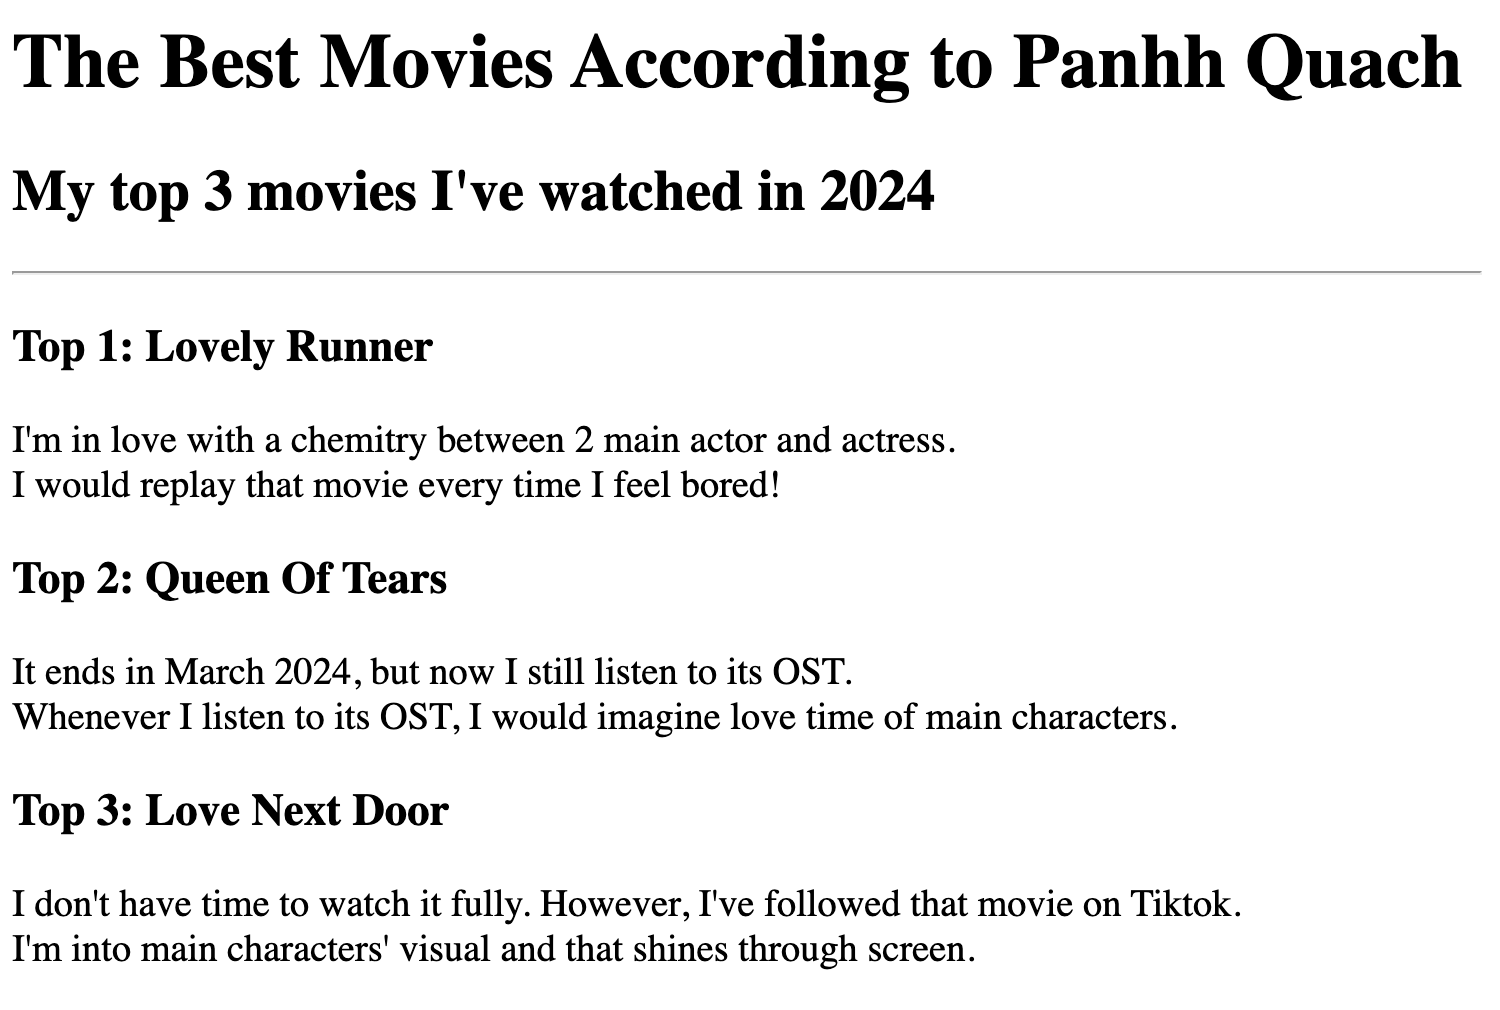 The Best Movies According to Panhh Quach
My top 3 movies I've watched in 2024
Top 1: Lovely Runner
I'm in love with a chemitry between 2 main actor and actress.
I would replay that movie every time I feel bored!
Top 2: Queen Of Tears
It ends in March 2024, but now I still listen to its OST.
Whenever I listen to its OST, I would imagine love time of main characters.
Top 3: Love Next Door
I don't have time to watch it fully. However, I've followed that movie on Tiktok.
I'm into main characters' visual and that shines through screen.